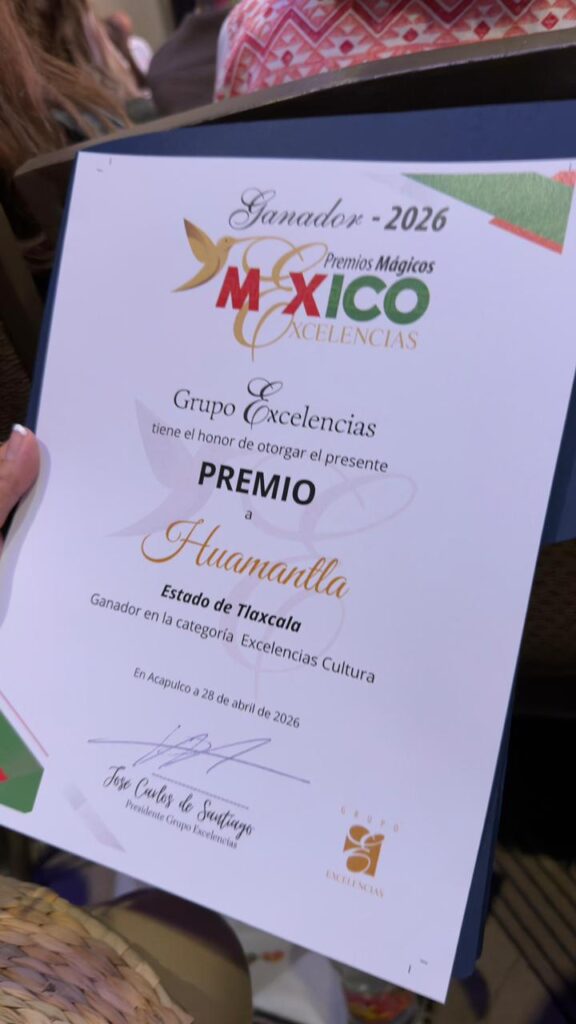 Ganador - 2026
Premios Mágicos
MEXICO
EXCELENCIAS
Grupo Excelencias
tiene el honor de otorgar el presente
PREMIO
a
Huamantla
Estado de Tlaxcala
Ganador en la categoría Excelencias Cultura
En Acapulco a 28 de abril de 2026
José Carlos de Santiago
Presidente Grupo Excelencias
GRUPO
EXCELENCIAS